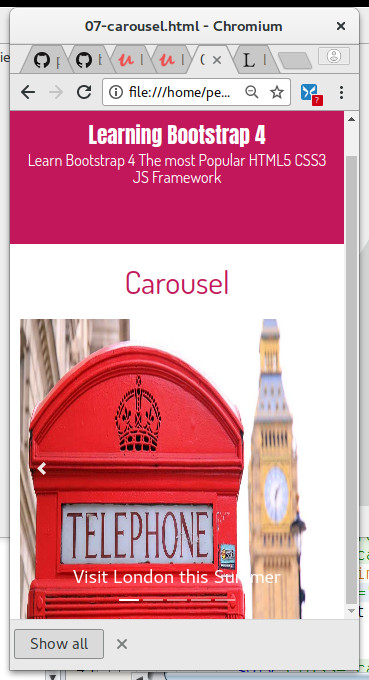 07-carousel.html - Chromium
file:///home/pe...
Learning Bootstrap 4
Learn Bootstrap 4 The most Popular HTML5 CSS3
JS Framework
Carousel
TELEPHONE
Visit London this Summer
Show all